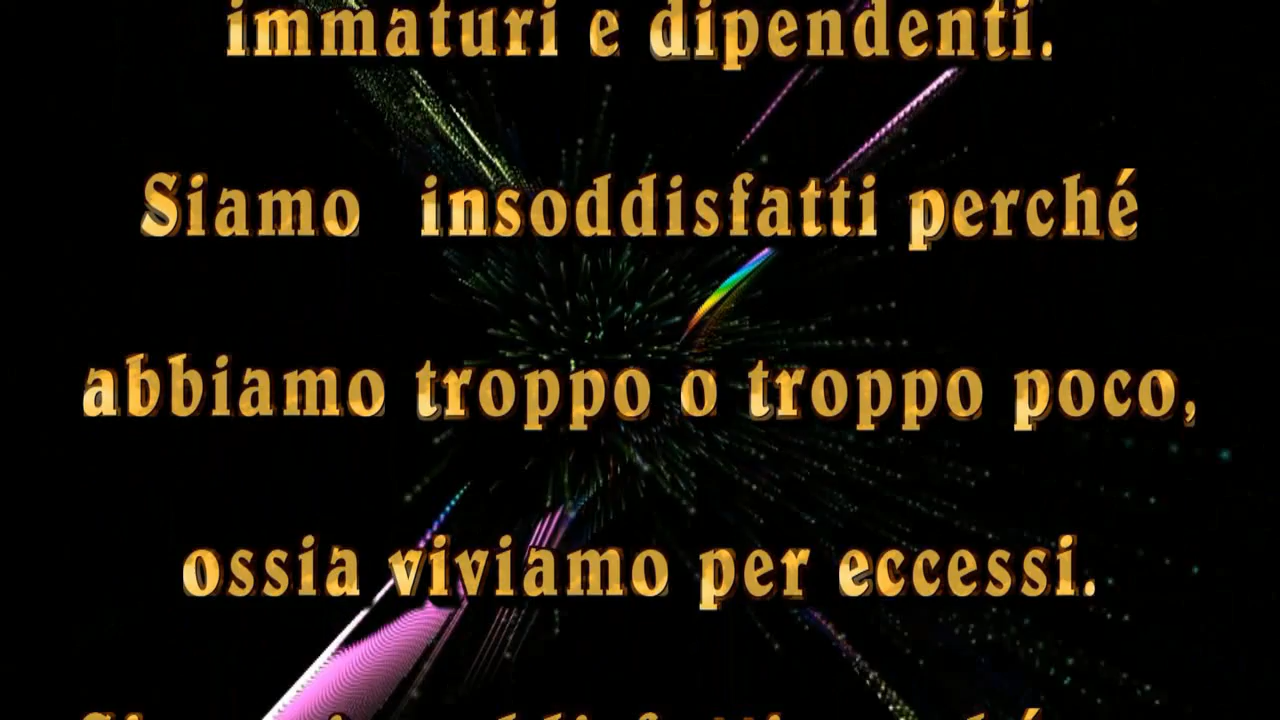 immaturi e dipendenti.
Siamo insoddisfatti perché
abbiamo troppo o troppo poco,
ossia viviamo per eccessi.